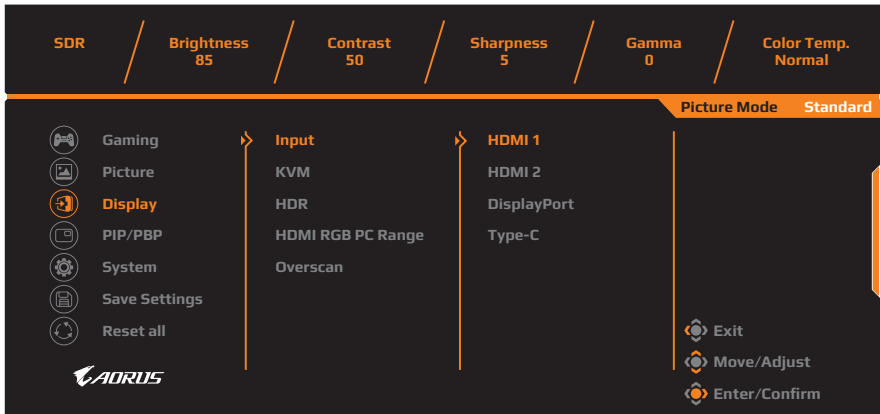 SDR
Brightness
85
Contrast
50
Sharpness
5
Gamma
0
Color Temp.
Normal
Picture Mode Standard
Gaming
Picture
Display
PIP/PBP
System
Save Settings
Reset all
Input
KVM
HDR
HDMI RGB PC Range
Overscan
HDMI 1
HDMI 2
DisplayPort
Type-C
Exit
Move/Adjust
Enter/Confirm
AORUS